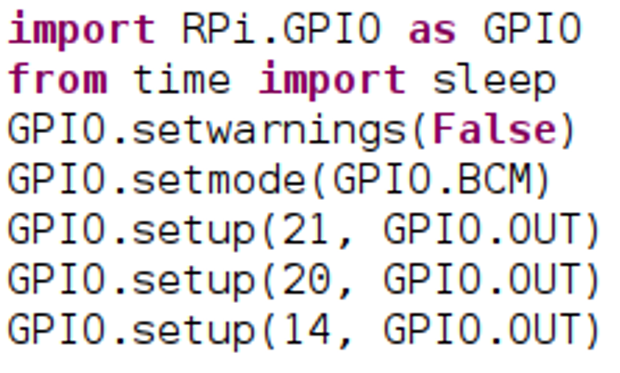 import RPi.GPIO as GPIO
from time import sleep
GPIO.setwarnings(False)
GPIO.setmode(GPIO.BCM)
GPIO.setup(21, GPIO.OUT)
GPIO.setup(20, GPIO.OUT)
GPIO.setup(14, GPIO.OUT)